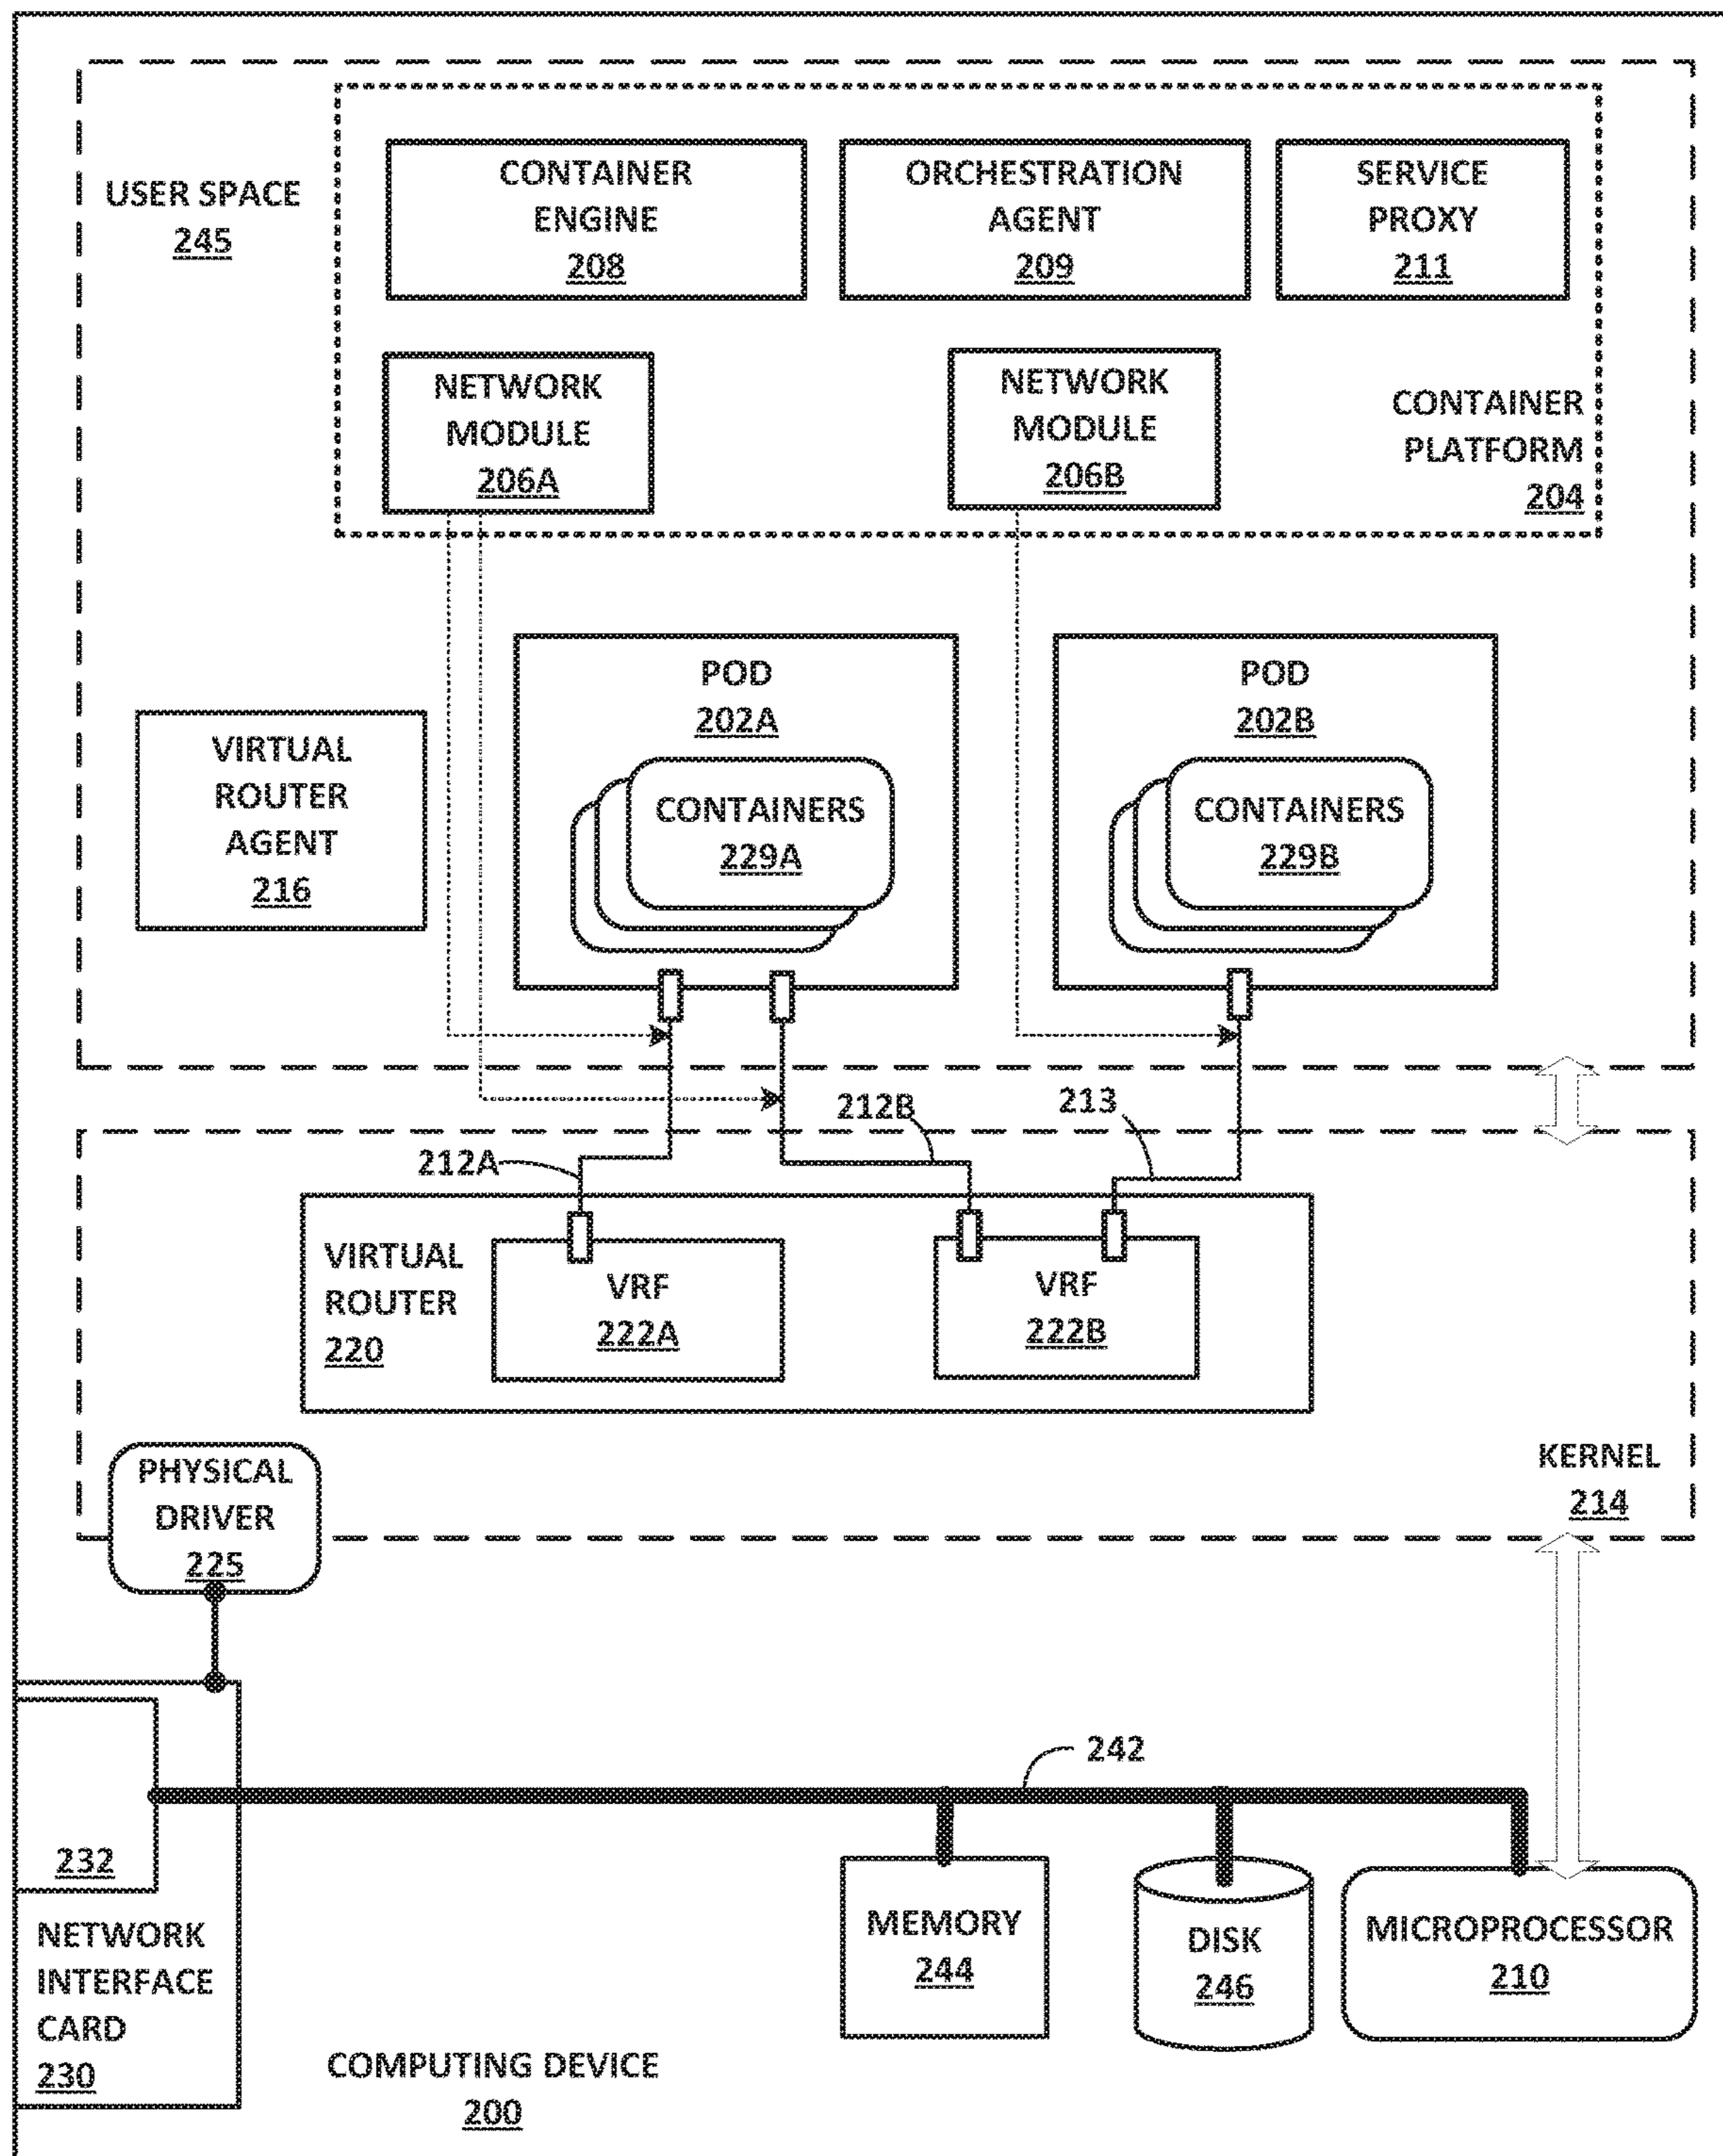 USER SPACE
245
CONTAINER
ENGINE
208
ORCHESTRATION
AGENT
209
SERVICE
PROXY
211
NETWORK
MODULE
206A
NETWORK
MODULE
206B
CONTAINER
PLATFORM
204
VIRTUAL
ROUTER
AGENT
216
POD
202A
CONTAINERS
229A
POD
202B
CONTAINERS
229B
212A
212B
213
VIRTUAL
ROUTER
220
VRF
222A
VRF
222B
KERNEL
214
PHYSICAL
DRIVER
225
242
232
NETWORK
INTERFACE
CARD
230
MEMORY
244
DISK
246
MICROPROCESSOR
210
COMPUTING DEVICE
200